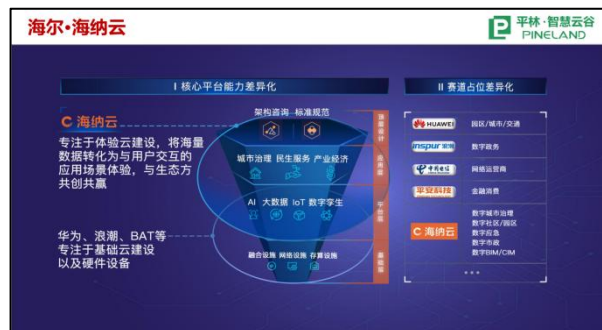 海尔·海纳云
平林·智慧云谷
PINELAND
I 核心平台能力差异化
II 赛道占位差异化
C 海纳云
专注于体验云建设，将海量
数据转化为与用户交互的
应用场景体验，与生态方
共创共赢
华为、浪潮、BAT等
专注于基础云建设
以及硬件设备
架构咨询 标准规范
城市治理 民生服务 产业经济
AI 大数据 IoT 数字孪生
融合设施 网络设施 存算设施
顶层设计
应用层
平台层
基础层
HUAWEI 园区/城市/交通
inspur 浪潮 数字政务
中国电信 网络运营商
平安科技 金融消费
C 海纳云
数字城市治理
数字社区/园区
数字应急
数字市政
数字BIM/CIM
...